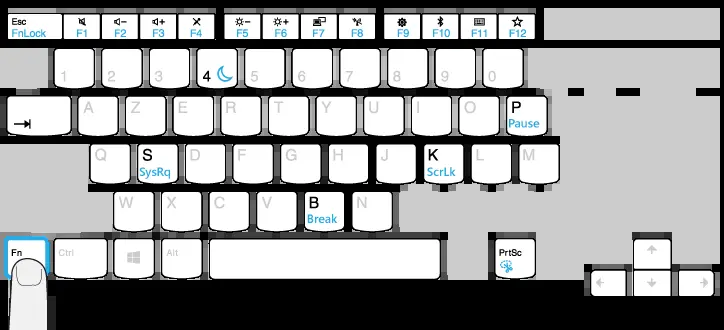 Esc
FnLock
F1
F2
F3
F4
F5
F6
F7
F8
F9
F10
F11
F12
1
2
3
4
5
6
7
8
9
0
A
Z
E
R
T
Y
U
I
O
P
Pause
Q
S
SysRq
D
F
G
H
J
K
ScrLk
L
M
W
X
C
V
B
Break
N
Fn
Ctrl
Alt
PrtSc